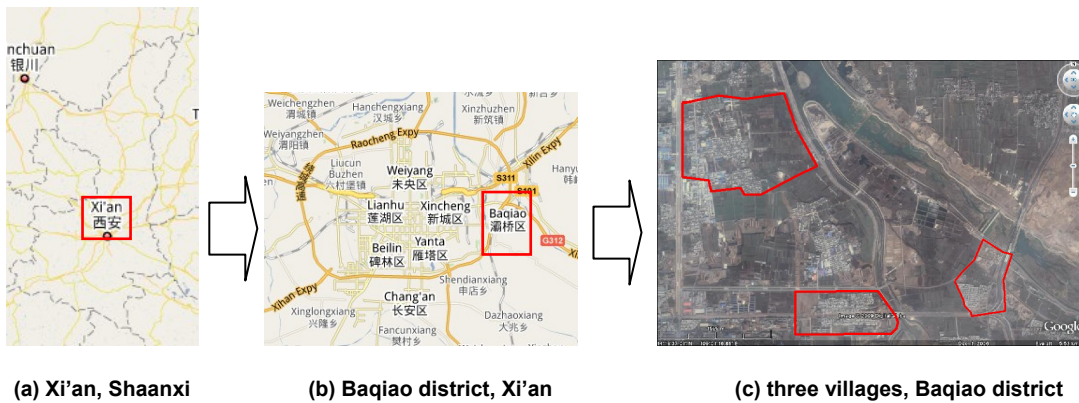 nchuan
银川
Xi'an
西安
Weichengzhen
渭城镇
Hanchengxiang
汉城乡
Xinzhuzhen
新筑镇
Weiyangzhen
渭阳镇
Raocheng Expy
绕城高速
Xilin Expy
Liucun
Buzhen
六村堡镇
Weiyang
未央区
S311
S101
Lianhu
莲湖区
Xincheng
新城区
Baqiao
灞桥区
G312
Beilin
碑林区
Yanta
雁塔区
Shendianxiang
申店乡
Xihan Expy
Chang'an
长安区
Xinglongxiang
兴隆乡
Dazhaoxiang
大兆乡
Fancunxiang
樊村乡
Google
(a) Xi'an, Shaanxi
(b) Baqiao district, Xi'an
(c) three villages, Baqiao district